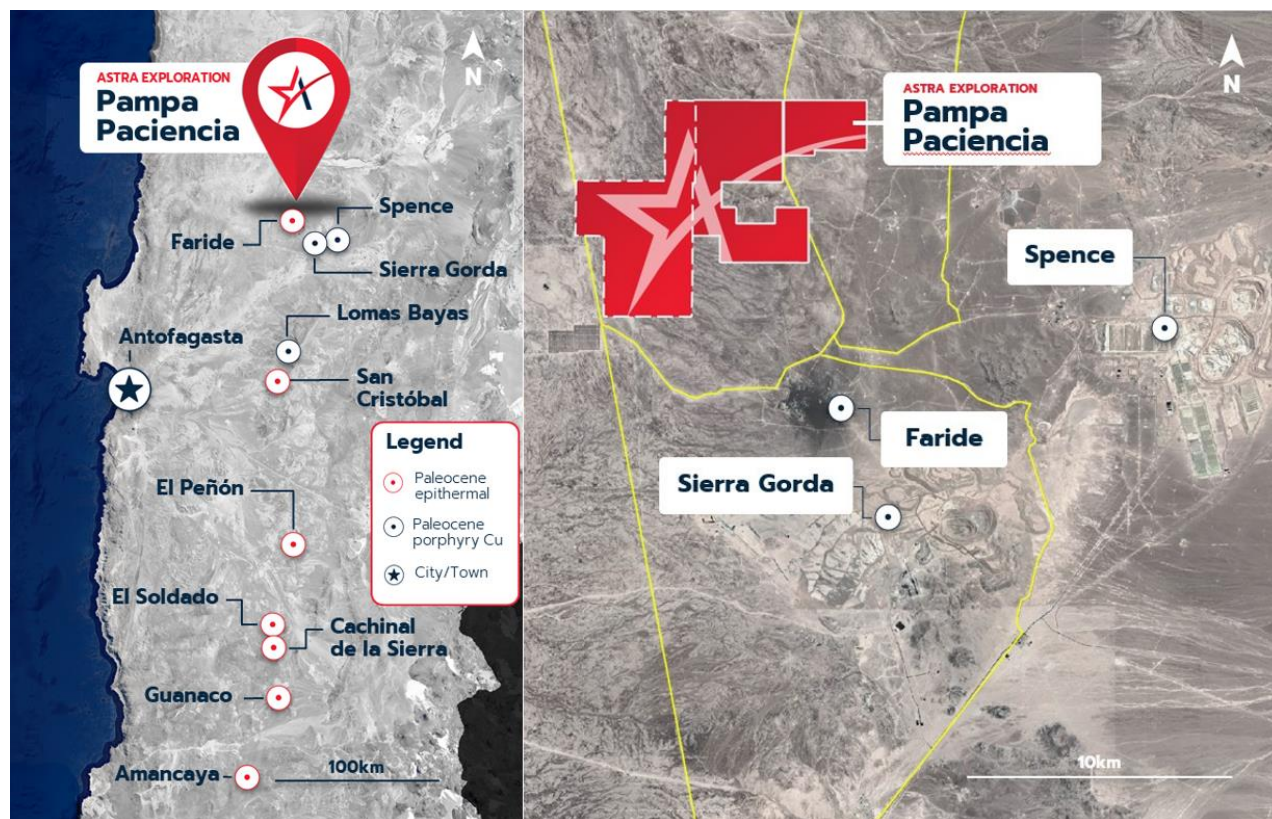 ASTRA EXPLORATION
Pampa
Paciencia
N
Spence
Faride
Sierra Gorda
Lomas Bayas
Antofagasta
San
Cristóbal
Legend
Paleocene
epithermal
Paleocene
porphyry Cu
City/Town
El Peñón
El Soldado
Cachinal
de la Sierra
Guanaco
Amancaya
100km
N
ASTRA EXPLORATION
Pampa
Paciencia
Spence
Faride
Sierra Gorda
10km